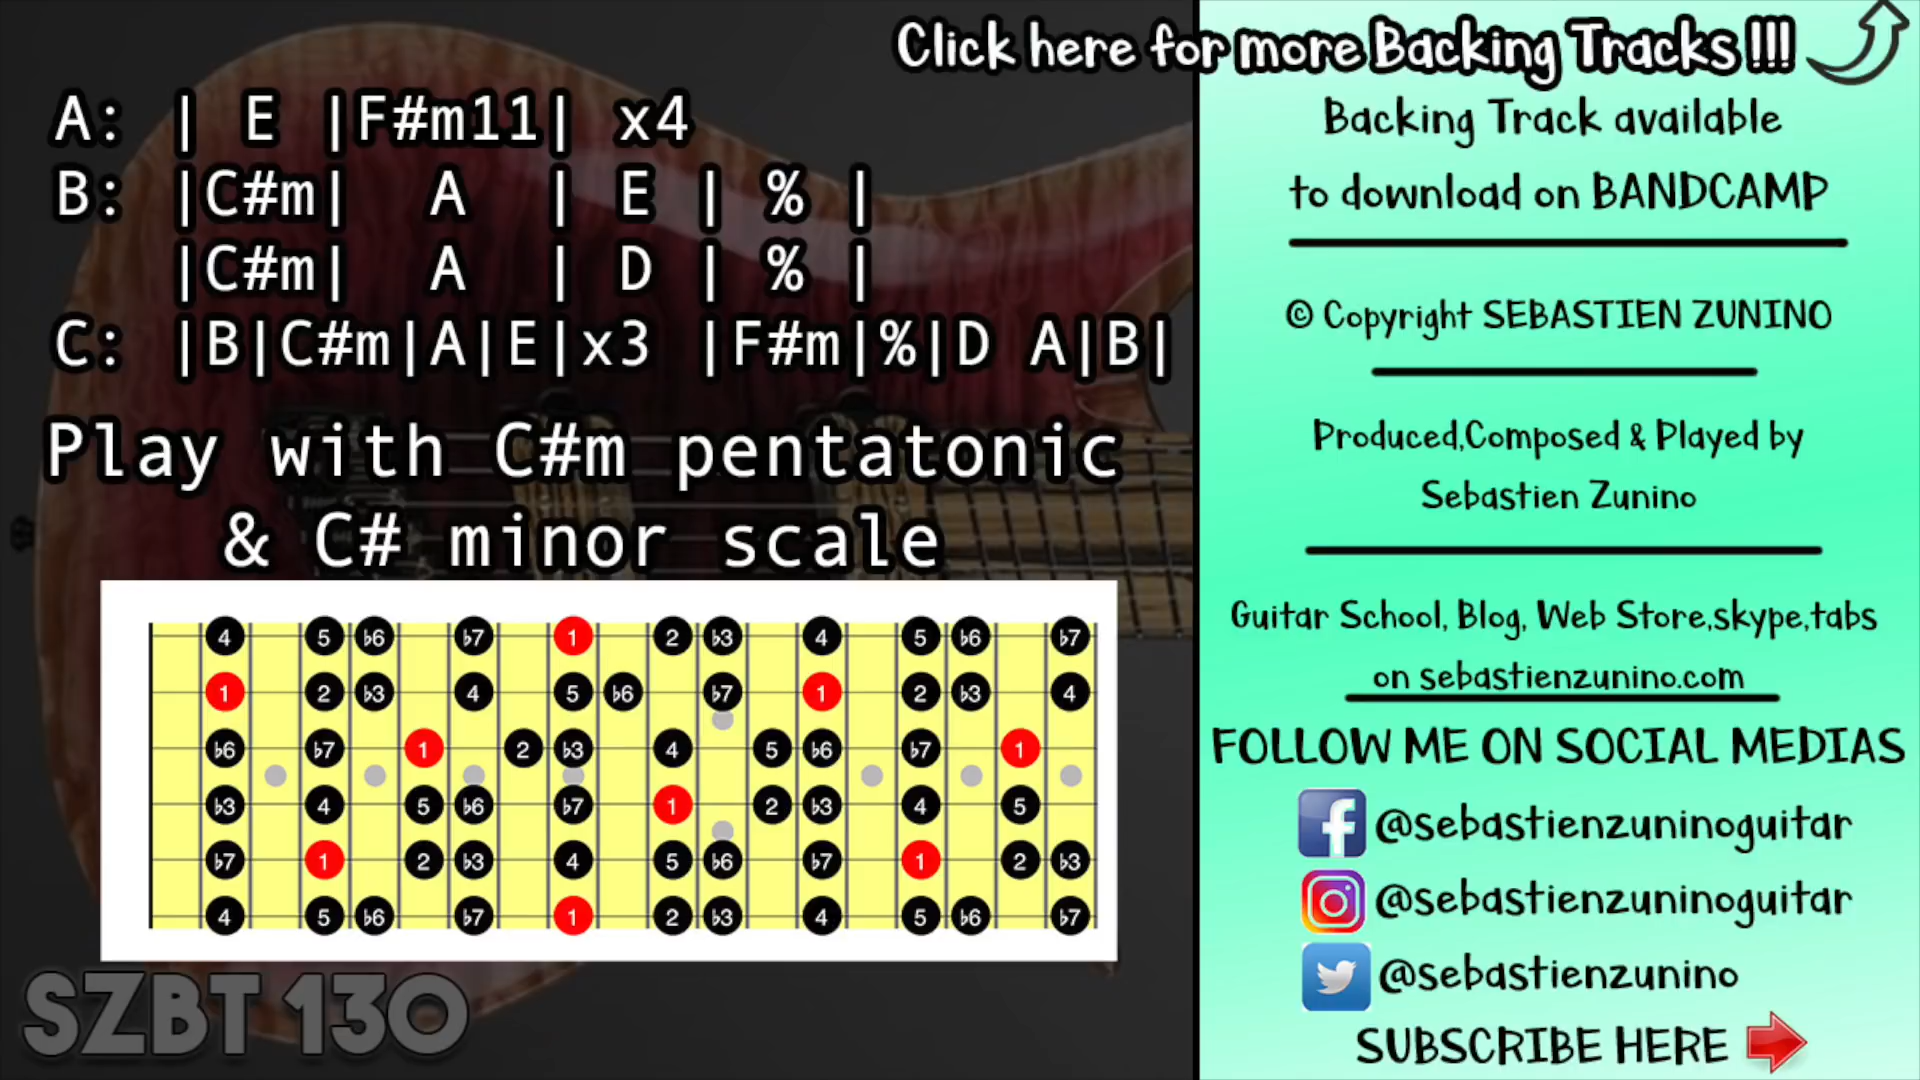 Click here for more Backing Tracks !!!
A: | E |F#m11| x4
B: |C#m| A | E | % |
|C#m| A | D | % |
C: |B|C#m|A|E|x3 |F#m|%|D A|B|
Play with C#m pentatonic
& C# minor scale
4 5 ♭6 ♭7 1 2 ♭3 4 5 ♭6 ♭7
1 2 ♭3 4 5 ♭6 ♭7 1 2 ♭3 4
♭6 ♭7 1 2 ♭3 4 5 ♭6 ♭7 1
♭3 4 5 ♭6 ♭7 1 2 ♭3 4 5
♭7 1 2 ♭3 4 5 ♭6 ♭7 1 2 ♭3
4 5 ♭6 ♭7 1 2 ♭3 4 5 ♭6 ♭7
SZBT 130
Backing Track available
to download on BANDCAMP
© Copyright SEBASTIEN ZUNINO
Produced,Composed & Played by
Sebastien Zunino
Guitar School, Blog, Web Store,skype,tabs
on sebastienzunino.com
FOLLOW ME ON SOCIAL MEDIAS
@sebastienzuninoguitar
@sebastienzuninoguitar
@sebastienzunino
SUBSCRIBE HERE